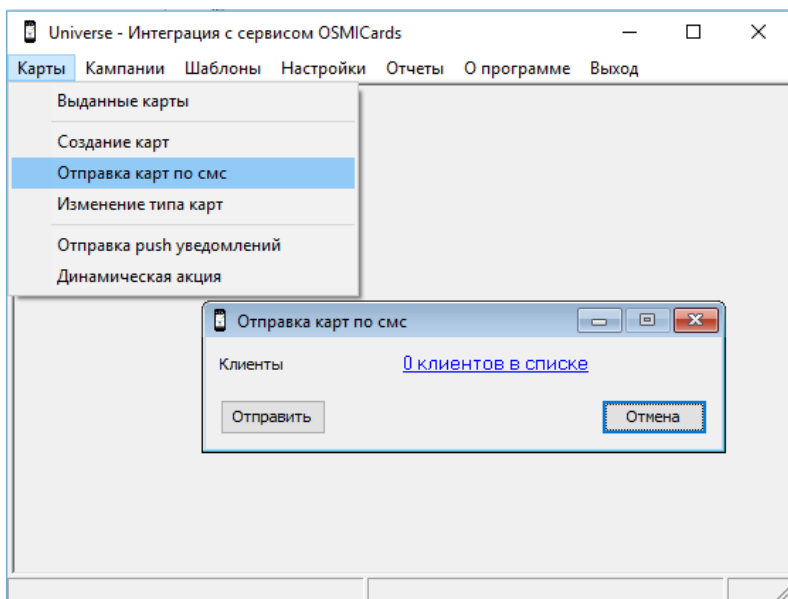 Universe - Интеграция с сервисом OSMICards
Карты Кампании Шаблоны Настройки Отчеты О программе Выход
Выданные карты
Создание карт
Отправка карт по смс
Изменение типа карт
Отправка push уведомлений
Динамическая акция
Отправка карт по смс
Клиенты 0 клиентов в списке
Отправить Отмена